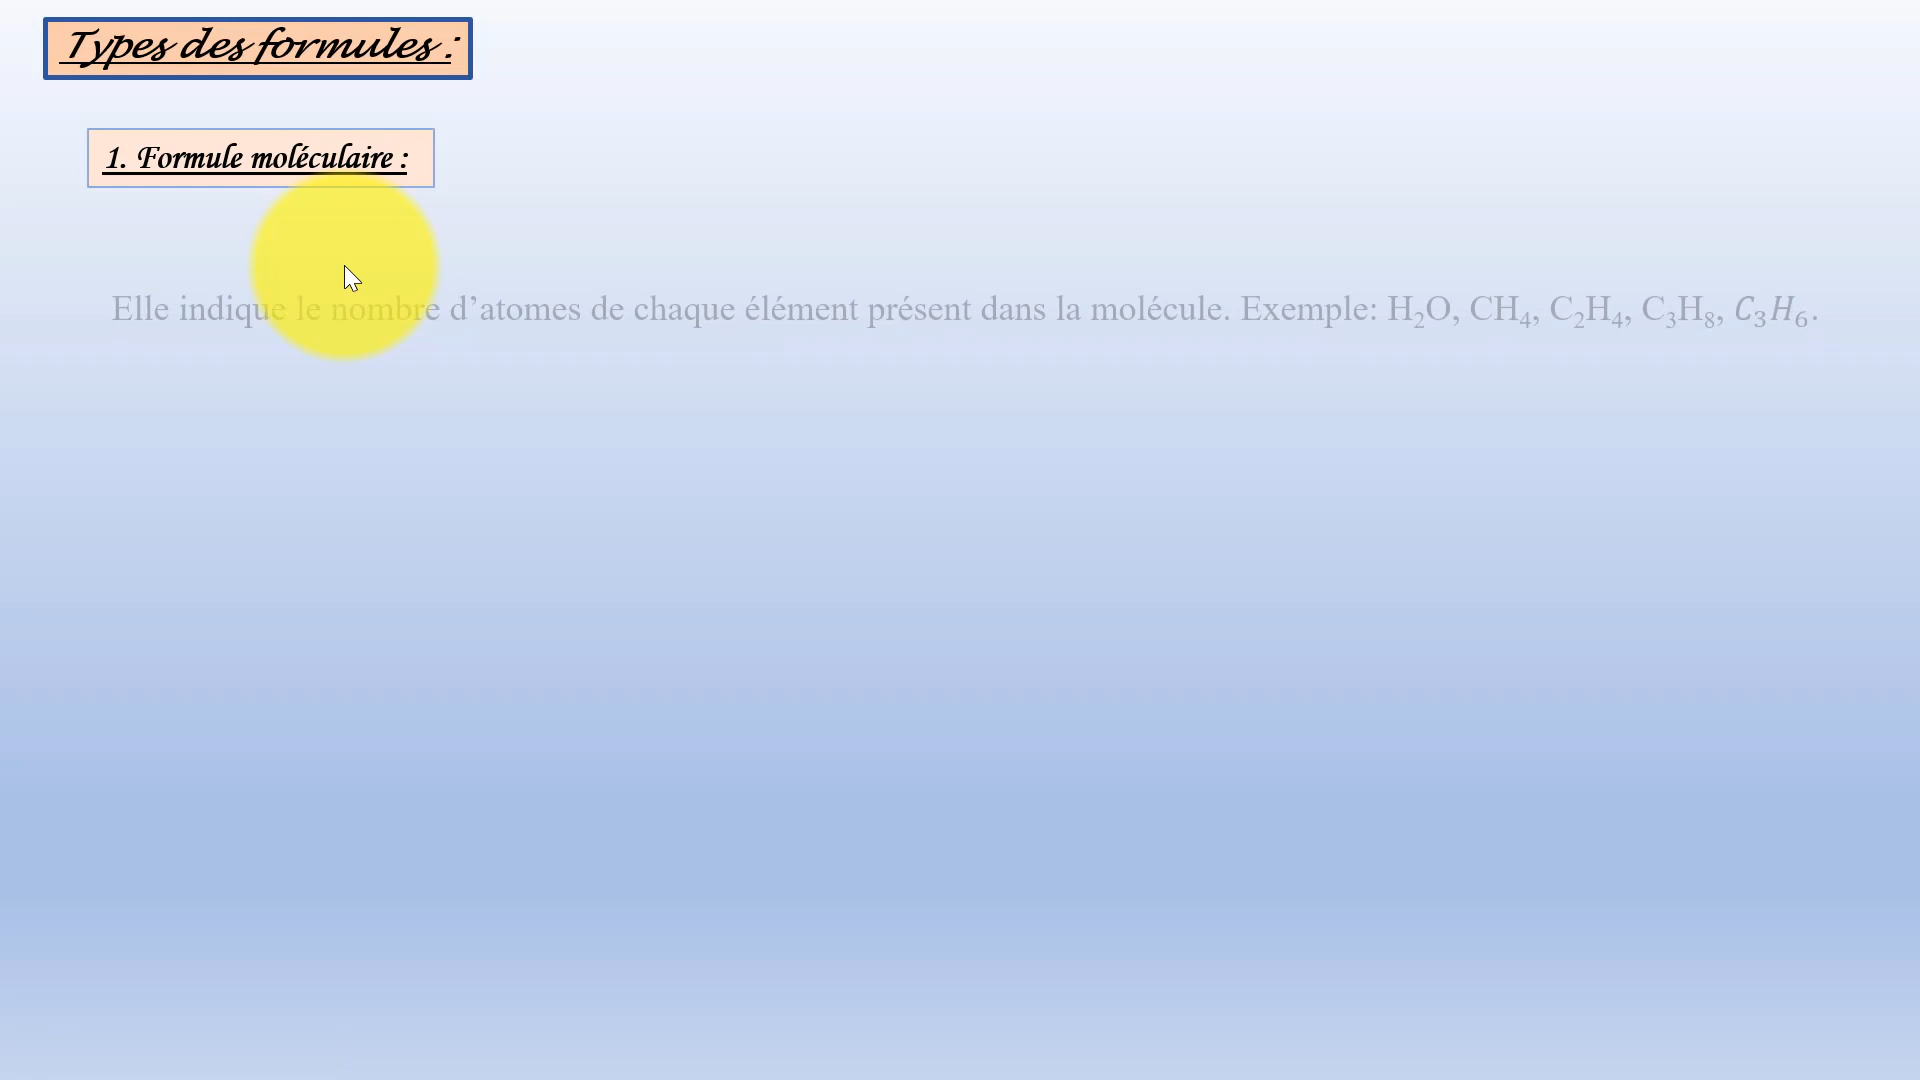 Types des formules :
1. Formule moléculaire :
Elle indique le nombre d’atomes de chaque élément présent dans la molécule. Exemple: H₂O, CH₄, C₂H₄, C₃H₈, C₃H₆.